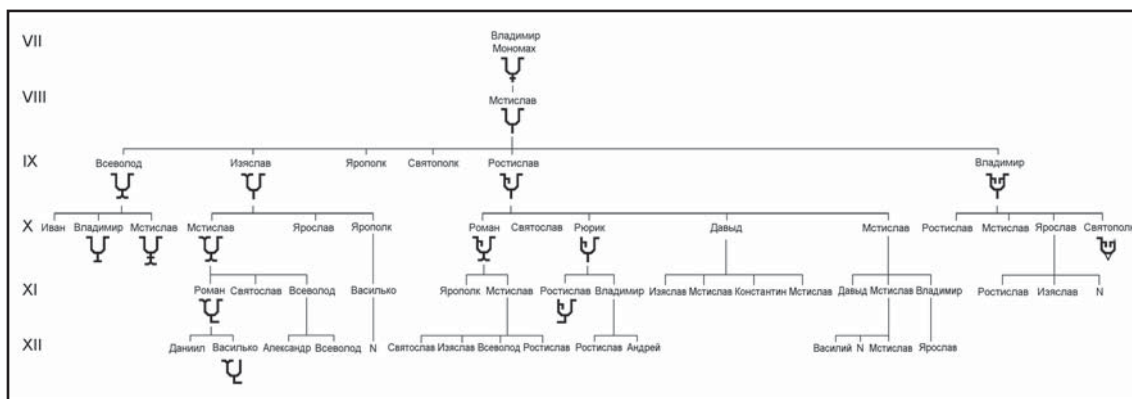 VII
Владимир
Мономах
VIII
Мстислав
IX
Всеволод Изяслав Ярополк Святополк Ростислав Владимир
X
Иван Владимир Мстислав Мстислав Ярослав Ярополк Роман Святослав Рюрик Давыд Мстислав Ростислав Мстислав Ярослав Святополк
XI
Роман Святослав Всеволод Василько Ярополк Мстислав Ростислав Владимир Изяслав Мстислав Константин Мстислав Давыд Мстислав Владимир Ростислав Изяслав N
XII
Даниил Василько Александр Всеволод N Святослав Изяслав Всеволод Ростислав Ростислав Андрей Василий N Мстислав Ярослав